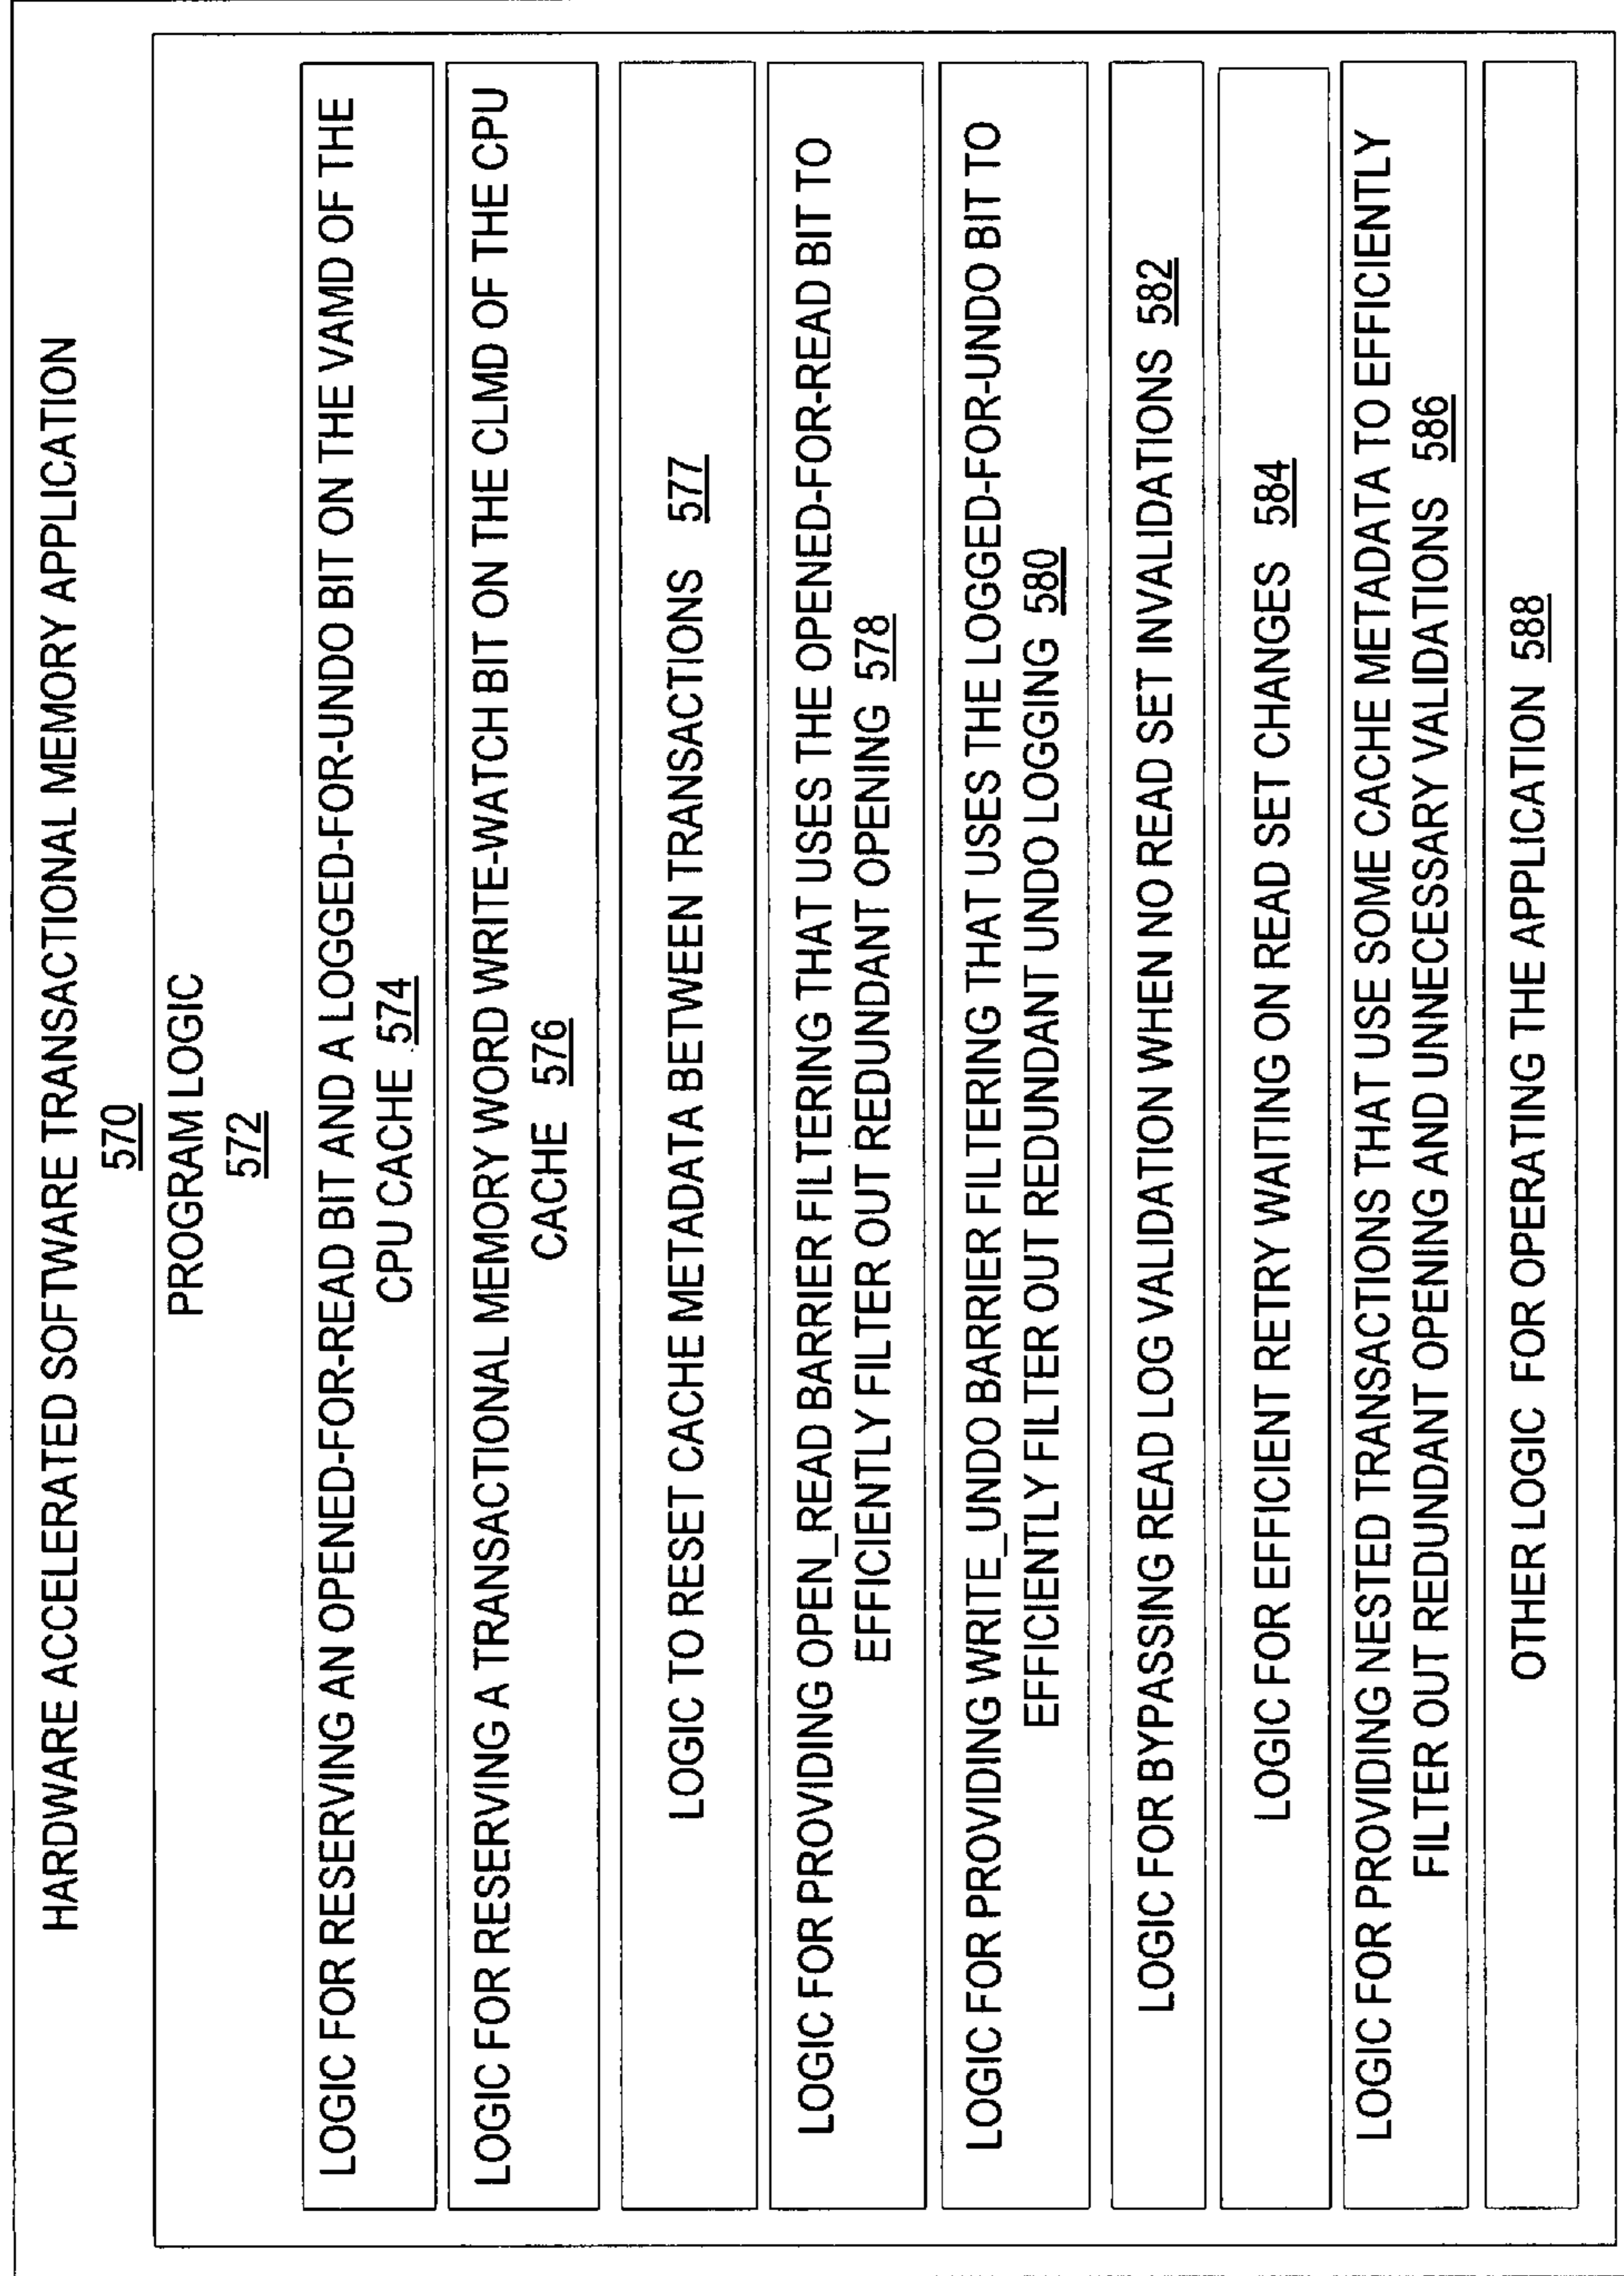 HARDWARE ACCELERATED SOFTWARE TRANSACTIONAL MEMORY APPLICATION
570
PROGRAM LOGIC
572
LOGIC FOR RESERVING AN OPENED-FOR-READ BIT AND A LOGGED-FOR-UNDO BIT ON THE VAMD OF THE
CPU CACHE 574
LOGIC FOR RESERVING A TRANSACTIONAL MEMORY WORD WRITE-WATCH BIT ON THE CLMD OF THE CPU
CACHE 576
LOGIC TO RESET CACHE METADATA BETWEEN TRANSACTIONS 577
LOGIC FOR PROVIDING OPEN_READ BARRIER FILTERING THAT USES THE OPENED-FOR-READ BIT TO
EFFICIENTLY FILTER OUT REDUNDANT OPENING 578
LOGIC FOR PROVIDING WRITE_UNDO BARRIER FILTERING THAT USES THE LOGGED-FOR-UNDO BIT TO
EFFICIENTLY FILTER OUT REDUNDANT UNDO LOGGING 580
LOGIC FOR BYPASSING READ LOG VALIDATION WHEN NO READ SET INVALIDATIONS 582
LOGIC FOR EFFICIENT RETRY WAITING ON READ SET CHANGES 584
LOGIC FOR PROVIDING NESTED TRANSACTIONS THAT USE SOME CACHE METADATA TO EFFICIENTLY
FILTER OUT REDUNDANT OPENING AND UNNECESSARY VALIDATIONS 586
OTHER LOGIC FOR OPERATING THE APPLICATION 588